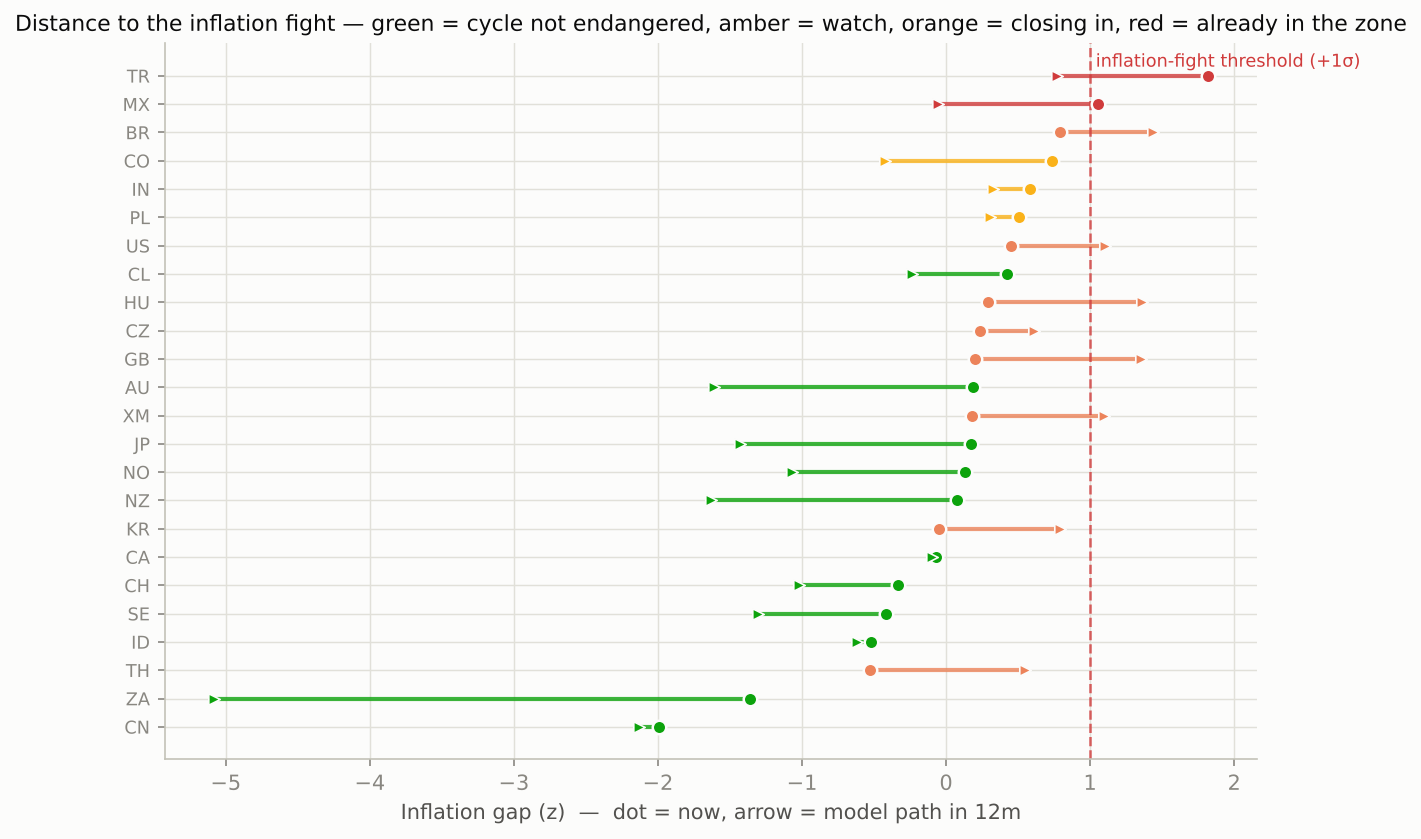 Distance to the inflation fight — green = cycle not endangered, amber = watch, orange = closing in, red = already in the zone
inflation-fight threshold (+1σ)
TR
MX
BR
CO
IN
PL
US
CL
HU
CZ
GB
AU
XM
JP
NO
NZ
KR
CA
CH
SE
ID
TH
ZA
CN
−5 −4 −3 −2 −1 0 1 2
Inflation gap (z) — dot = now, arrow = model path in 12m